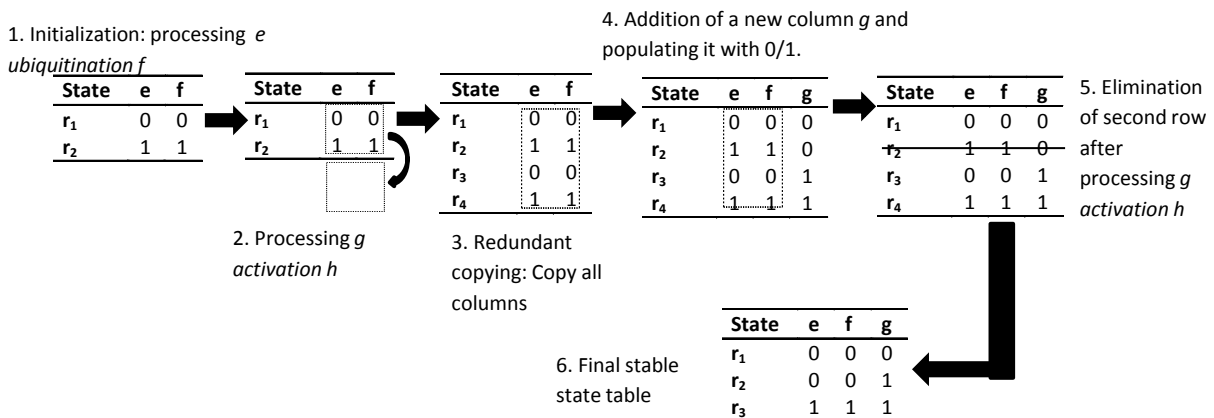 1. Initialization: processing e
ubiquitination f
State e f
r1 0 0
r2 1 1
State e f
r1 0 0
r2 1 1
2. Processing g
activation h
State e f
r1 0 0
r2 1 1
r3 0 0
r4 1 1
3. Redundant
copying: Copy all
columns
4. Addition of a new column g and
populating it with 0/1.
State e f g
r1 0 0 0
r2 1 1 0
r3 0 0 1
r4 1 1 1
State e f g
r1 0 0 0
r2 1 1 0
r3 0 0 1
r4 1 1 1
5. Elimination
of second row
after
processing g
activation h
6. Final stable
state table
State e f g
r1 0 0 0
r2 0 0 1
r3 1 1 1